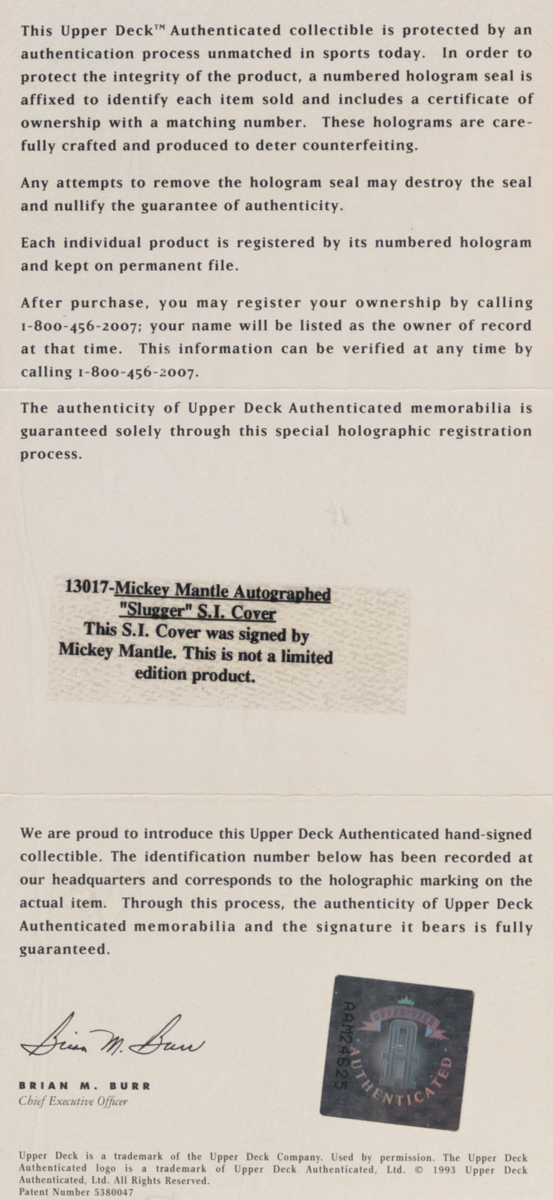 This Upper Deck™ Authenticated collectible is protected by an
authentication process unmatched in sports today. In order to
protect the integrity of the product, a numbered hologram seal is
affixed to identify each item sold and includes a certificate of
ownership with a matching number. These holograms are care-
fully crafted and produced to deter counterfeiting.
Any attempts to remove the hologram seal may destroy the seal
and nullify the guarantee of authenticity.
Each individual product is registered by its numbered hologram
and kept on permanent file.
After purchase, you may register your ownership by calling
1-800-456-2007; your name will be listed as the owner of record
at that time. This information can be verified at any time by
calling 1-800-456-2007.
The authenticity of Upper Deck Authenticated memorabilia is
guaranteed solely through this special holographic registration
process.
13017-Mickey Mantle Autographed
"Slugger" S.I. Cover
This S.I. Cover was signed by
Mickey Mantle. This is not a limited
edition product.
We are proud to introduce this Upper Deck Authenticated hand-signed
collectible. The identification number below has been recorded at
our headquarters and corresponds to the holographic marking on the
actual item. Through this process, the authenticity of Upper Deck
Authenticated memorabilia and the signature it bears is fully
guaranteed.
Brian M. Burr
BRIAN M. BURR
Chief Executive Officer
UPPER DECK
AAM24625
AUTHENTICATED
Upper Deck is a trademark of the Upper Deck Company. Used by permission. The Upper Deck
Authenticated logo is a trademark of Upper Deck Authenticated, Ltd. © 1993 Upper Deck
Authenticated, Ltd. All Rights Reserved.
Patent Number 5380047